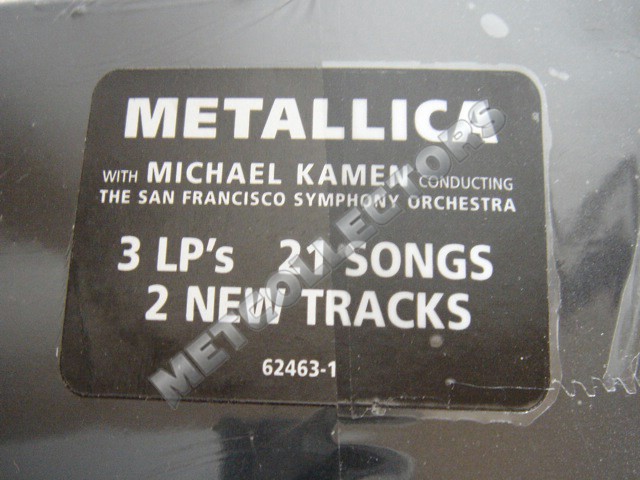 METALLICA
WITH MICHAEL KAMEN CONDUCTING
THE SAN FRANCISCO SYMPHONY ORCHESTRA
3 LP's 21 SONGS
2 NEW TRACKS
62463-1
METCOLLECTORS